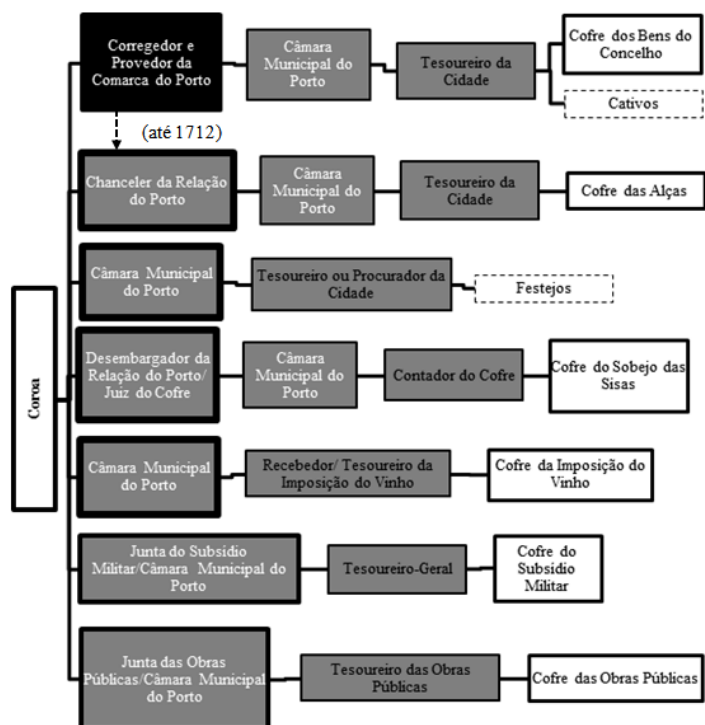 Corregedor e
Provedor da
Comarca do Porto
Câmara
Municipal do
Porto
Tesoureiro da
Cidade
Cofre dos Bens do
Concelho
Cativos
(até 1712)
Chanceler da Relação
do Porto
Câmara
Municipal do
Porto
Tesoureiro da
Cidade
Cofre das Alças
Câmara Municipal
do Porto
Tesoureiro ou Procurador da
Cidade
Festejos
Coroa
Desembargador da
Relação do Porto/
Juiz do Cofre
Câmara
Municipal do
Porto
Contador do Cofre
Cofre do Sobejo das
Sisas
Câmara Municipal
do Porto
Recebedor/ Tesoureiro da
Imposição do Vinho
Cofre da Imposição do
Vinho
Junta do Subsídio
Militar/Câmara Municipal do
Porto
Tesoureiro-Geral
Cofre do
Subsídio
Militar
Junta das Obras
Públicas/Câmara Municipal
do Porto
Tesoureiro das Obras
Públicas
Cofre das Obras Públicas